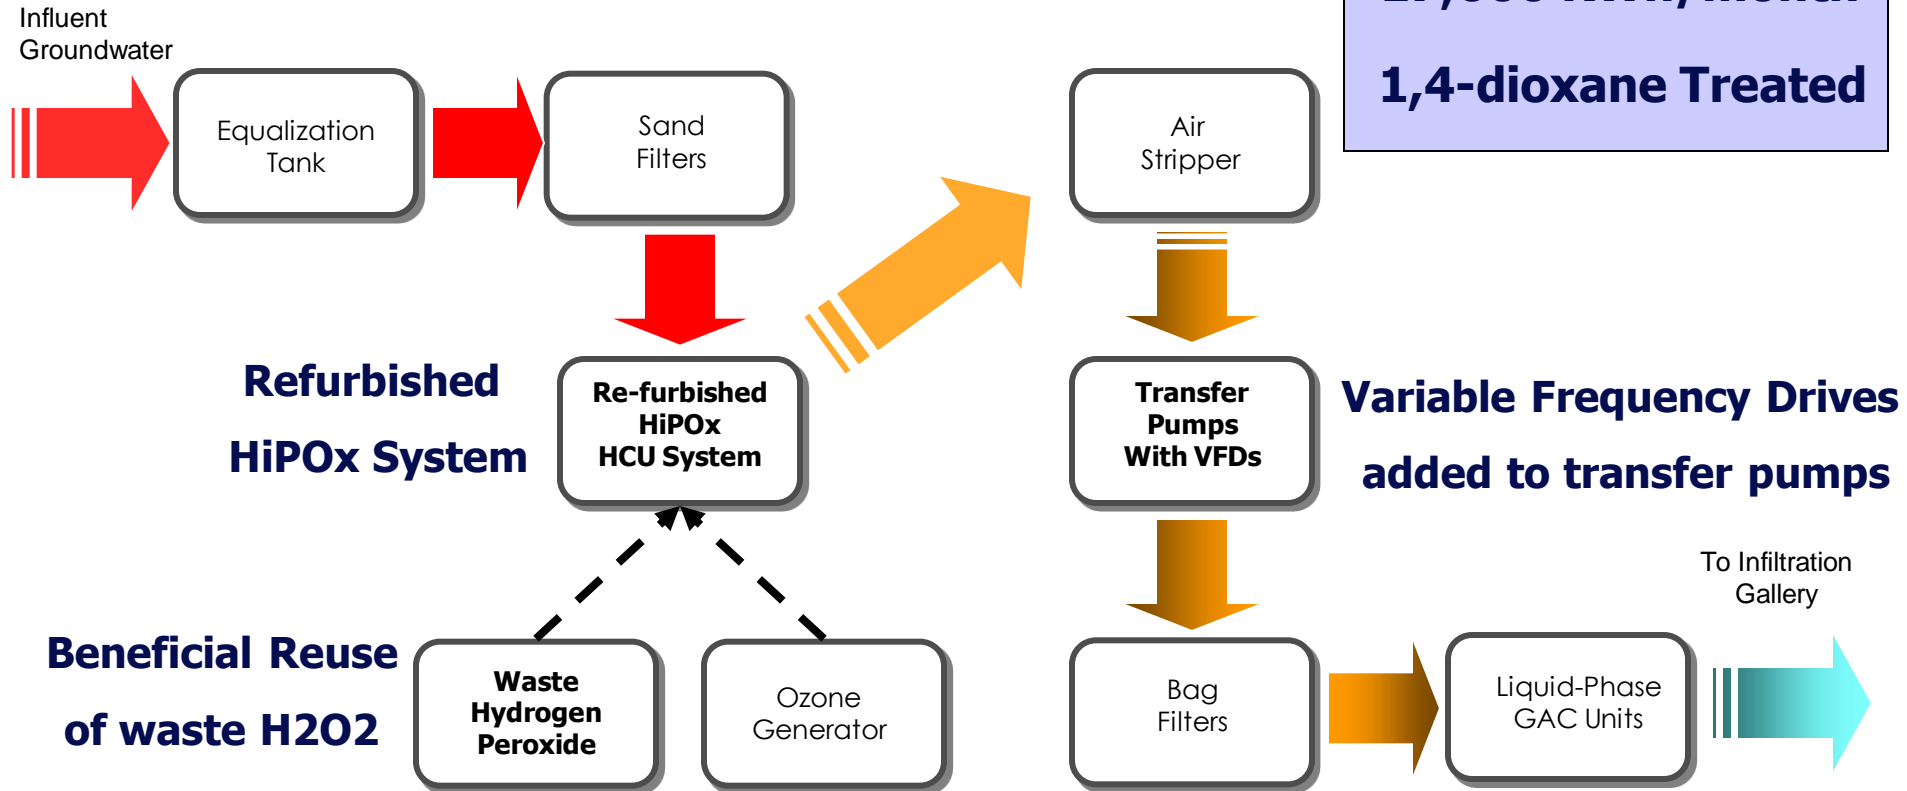 Influent
Groundwater
1,4-dioxane Treated
Equalization
Tank
Sand
Filters
Air
Stripper
Refurbished
HiPOx System
Re-furbished
HiPOx
HCU System
Transfer
Pumps
With VFDs
Variable Frequency Drives
added to transfer pumps
To Infiltration
Gallery
Beneficial Reuse
of waste H2O2
Waste
Hydrogen
Peroxide
Ozone
Generator
Bag
Filters
Liquid-Phase
GAC Units